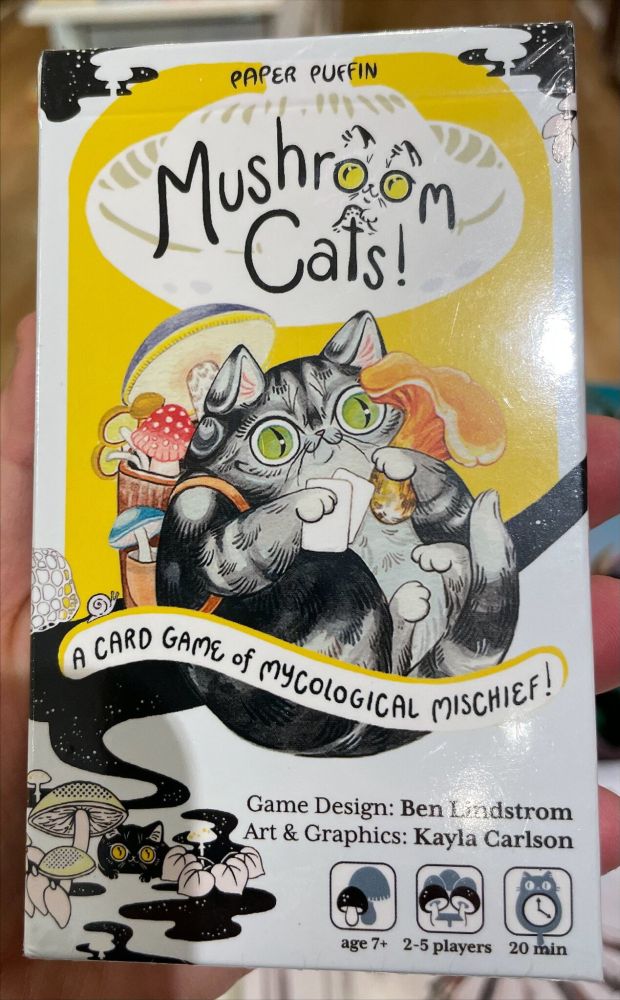 PAPER PUFFIN
Mushroom
Cats!
A CARD GAME of MYCOLOGICAL MISCHIEF!
Game Design: Ben Lindstrom
Art & Graphics: Kayla Carlson
age 7+ 2-5 players 20 min